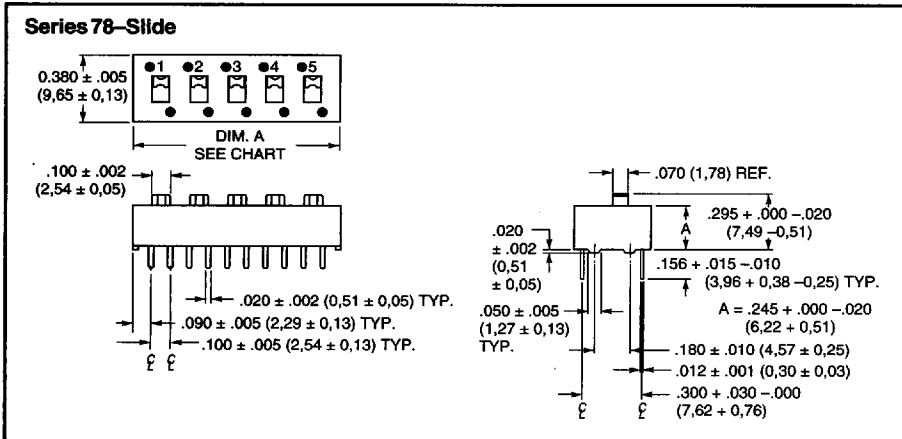 Series 78–Slide
0.380 ± .005
(9,65 ± 0,13)
1 2 3 4 5
DIM. A
SEE CHART
.100 ± .002
(2,54 ± 0,05)
.020 ± .002 (0,51 ± 0,05) TYP.
.090 ± .005 (2,29 ± 0,13) TYP.
.100 ± .005 (2,54 ± 0,13) TYP.
℄ ℄
.070 (1,78) REF.
A
.295 + .000 –.020
(7,49 –0,51)
.020
± .002
(0,51
± 0,05)
.156 + .015 –.010
(3,96 + 0,38 –0,25) TYP.
.050 ± .005
(1,27 ± 0,13)
TYP.
A = .245 + .000 –.020
(6,22 + 0,51)
.180 ± .010 (4,57 ± 0,25)
.012 ± .001 (0,30 ± 0,03)
.300 + .030 –.000
(7,62 + 0,76)
℄ ℄